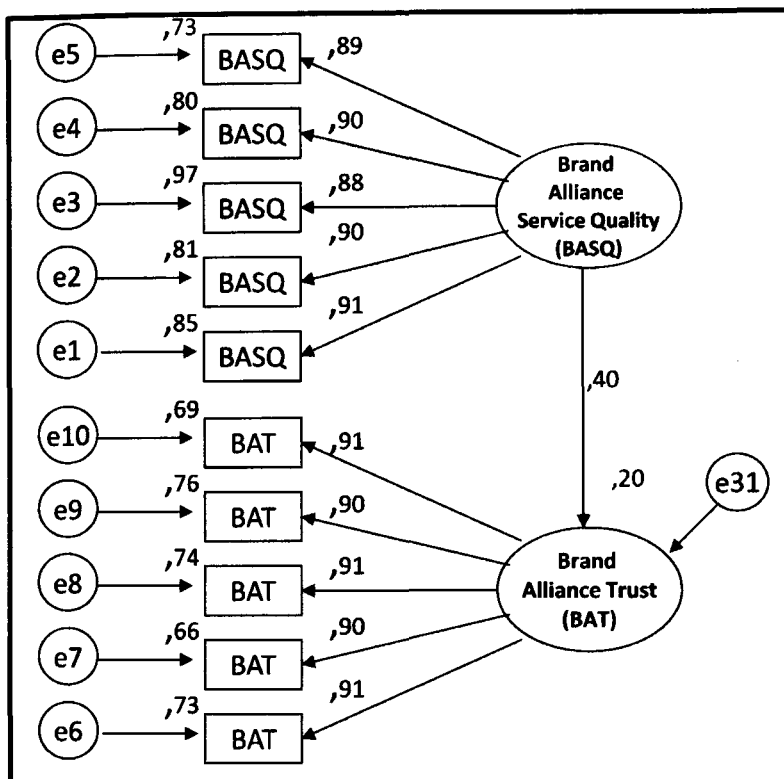 e5 ,73 BASQ ,89
e4 ,80 BASQ ,90
e3 ,97 BASQ ,88
e2 ,81 BASQ ,90
e1 ,85 BASQ ,91
Brand
Alliance
Service Quality
(BASQ)
,40
e10 ,69 BAT ,91
e9 ,76 BAT ,90
e8 ,74 BAT ,91
e7 ,66 BAT ,90
e6 ,73 BAT ,91
,20 e31
Brand
Alliance Trust
(BAT)